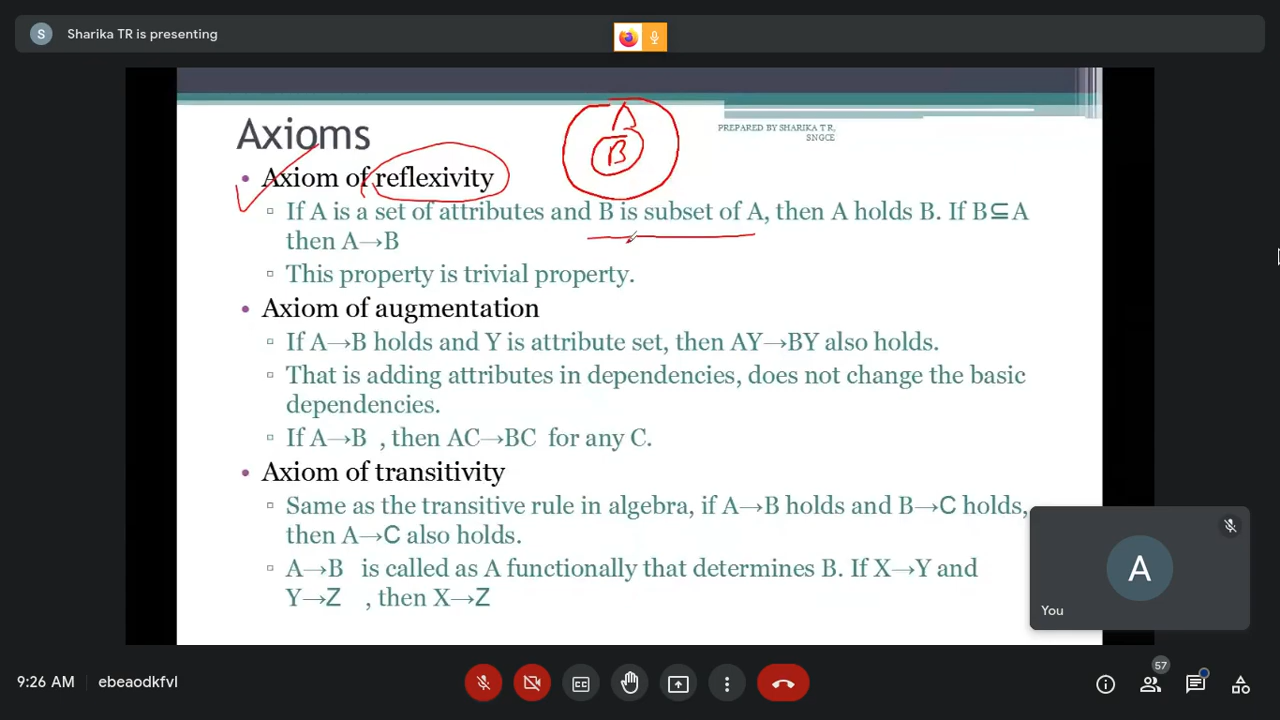 S
Sharika TR is presenting
Axioms
PREPARED BY SHARIKA T R,
SNGCE
A
B
• Axiom of reflexivity
▫ If A is a set of attributes and B is subset of A, then A holds B. If B⊆A
then A→B
▫ This property is trivial property.
• Axiom of augmentation
▫ If A→B holds and Y is attribute set, then AY→BY also holds.
▫ That is adding attributes in dependencies, does not change the basic
dependencies.
▫ If A→B , then AC→BC for any C.
• Axiom of transitivity
▫ Same as the transitive rule in algebra, if A→B holds and B→C holds,
then A→C also holds.
▫ A→B is called as A functionally that determines B. If X→Y and
Y→Z , then X→Z
A
You
9:26 AM ebeaodkfvl
CC
57